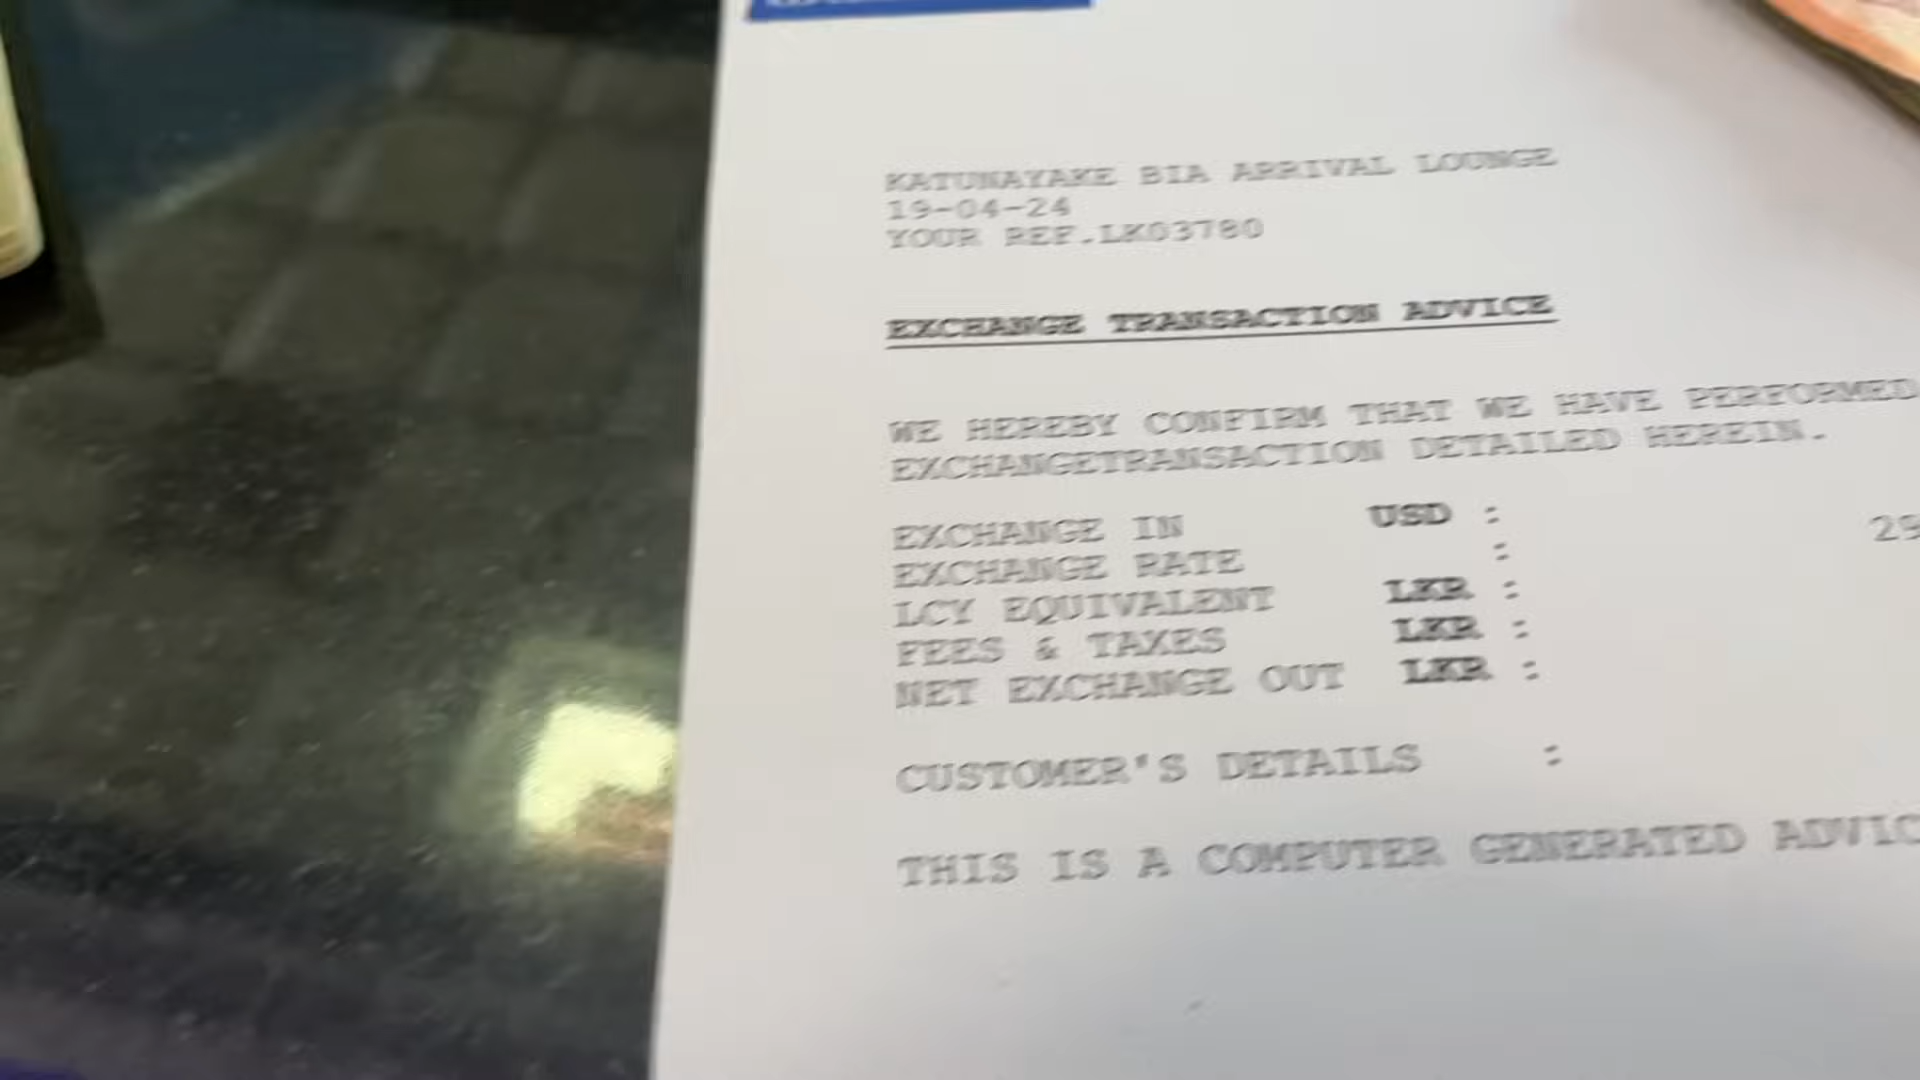 KATUNAYAKE BIA ARRIVAL LOUNGE
19-04-24
YOUR REF.LK03780
EXCHANGE TRANSACTION ADVICE
WE HEREBY CONFIRM THAT WE HAVE PERFORMED
EXCHANGETRANSACTION DETAILED HEREIN.
EXCHANGE IN USD :
EXCHANGE RATE : 29
LCY EQUIVALENT LKR :
FEES & TAXES LKR :
NET EXCHANGE OUT LKR :
CUSTOMER'S DETAILS :
THIS IS A COMPUTER GENERATED ADVIC